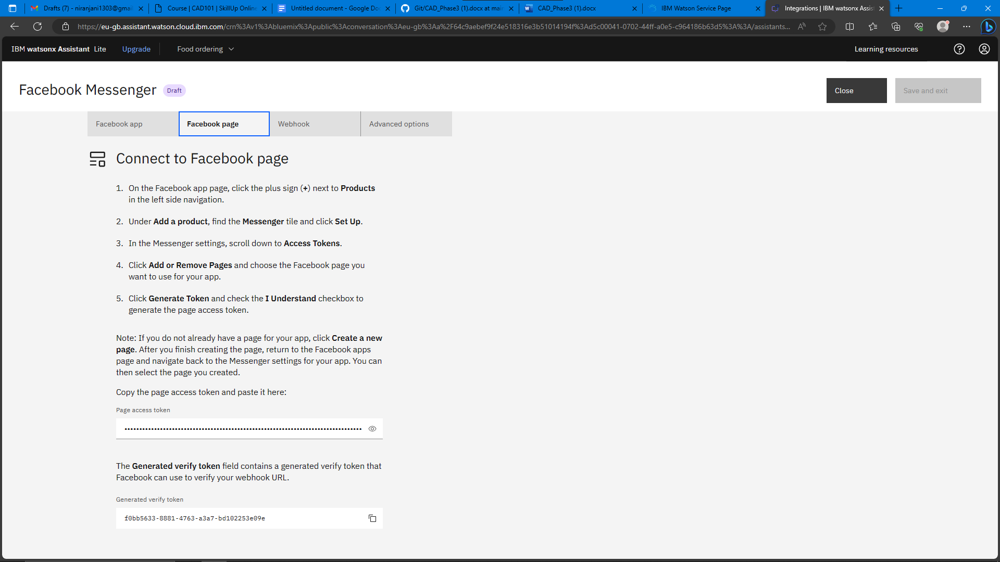 Drafts (7) - niranjani1303@gmail
Course | CAD101 | SkillUp Online
Untitled document - Google Doc
Git/CAD_Phase3 (1).docx at main
CAD_Phase3 (1).docx
IBM Watson Service Page
Integrations | IBM watsonx Assis
https://eu-gb.assistant.watson.cloud.ibm.com/crn%3Av1%3Abluemix%3Apublic%3Aconversation%3Aeu-gb%3Aa%2F64c9aebef9f24e518316e3b51014194f%3Ad5c00041-0702-44ff-a0e5-c964186b63d5%3A%3A/assistants...
IBM watsonx Assistant Lite
Upgrade
Food ordering
Learning resources
Facebook Messenger
Draft
Close
Save and exit
Facebook app
Facebook page
Webhook
Advanced options
Connect to Facebook page
1. On the Facebook app page, click the plus sign (+) next to Products
in the left side navigation.
2. Under Add a product, find the Messenger tile and click Set Up.
3. In the Messenger settings, scroll down to Access Tokens.
4. Click Add or Remove Pages and choose the Facebook page you
want to use for your app.
5. Click Generate Token and check the I Understand checkbox to
generate the page access token.
Note: If you do not already have a page for your app, click Create a new
page. After you finish creating the page, return to the Facebook apps
page and navigate back to the Messenger settings for your app. You can
then select the page you created.
Copy the page access token and paste it here:
Page access token
The Generated verify token field contains a generated verify token that
Facebook can use to verify your webhook URL.
Generated verify token
f0bb5633-8881-4763-a3a7-bd102253e09e